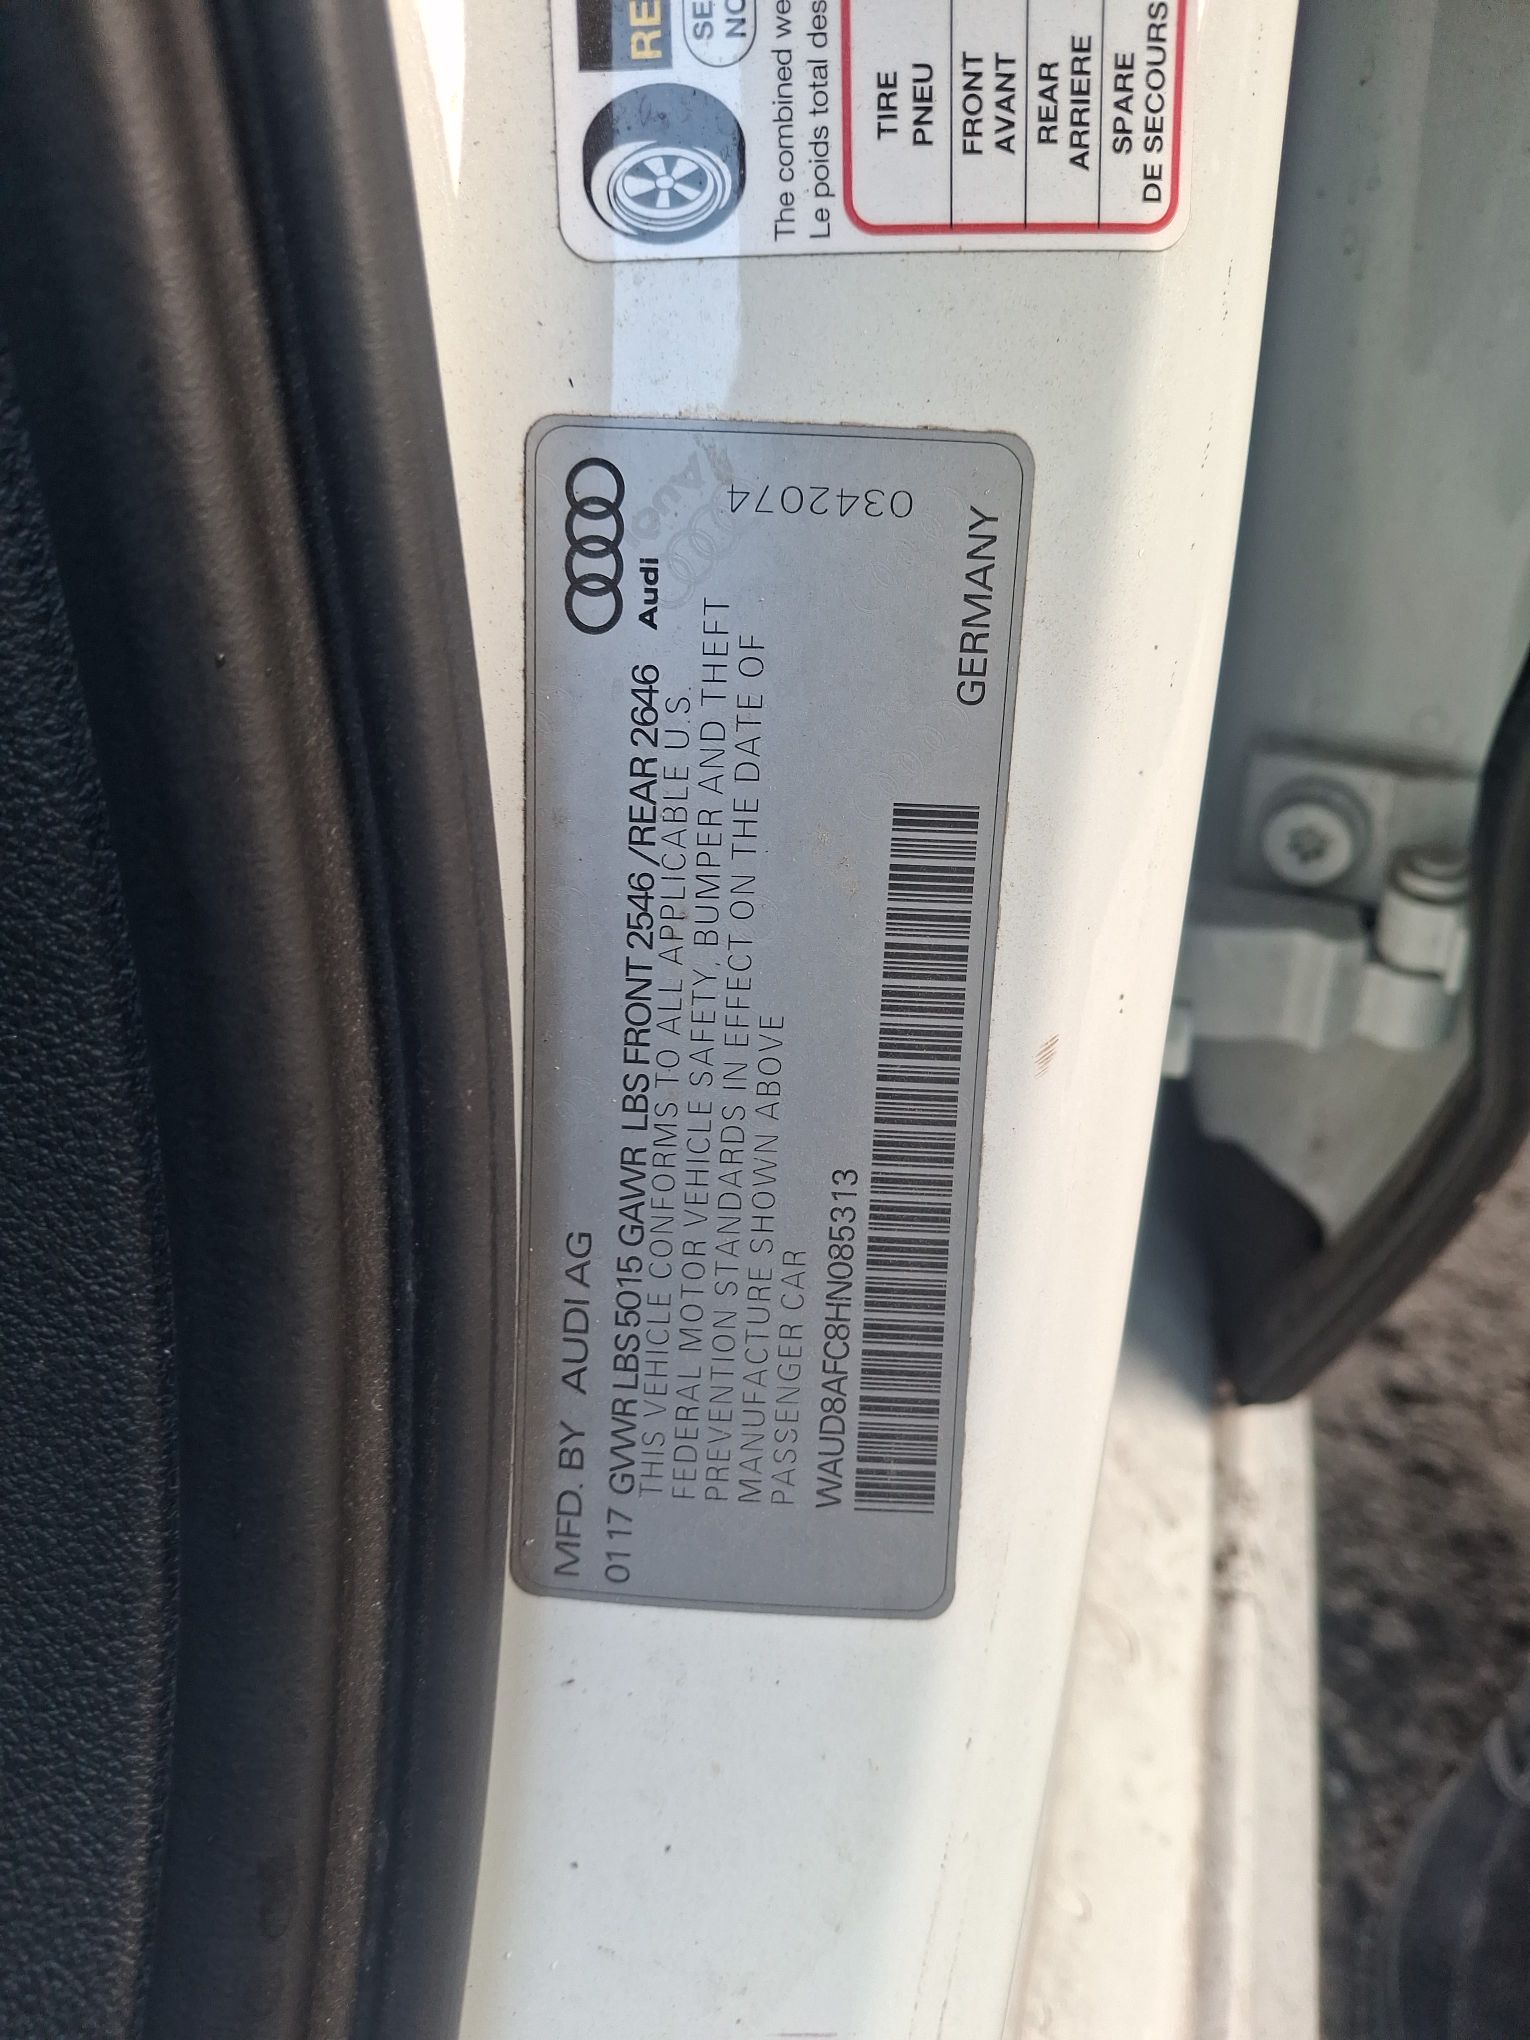 MFD. BY AUDI AG
0117 GVWR LBS 5015 GAWR LBS FRONT 2546 /REAR 2646
Audi
THIS VEHICLE CONFORMS TO ALL APPLICABLE U.S.
FEDERAL MOTOR VEHICLE SAFETY, BUMPER AND THEFT
PREVENTION STANDARDS IN EFFECT ON THE DATE OF
MANUFACTURE SHOWN ABOVE
PASSENGER CAR
0342074
WAUD8AFC8HN085313
GERMANY
RE
SE
NO
The combined we
Le poids total des
TIRE
PNEU
FRONT
AVANT
REAR
ARRIERE
SPARE
DE SECOURS